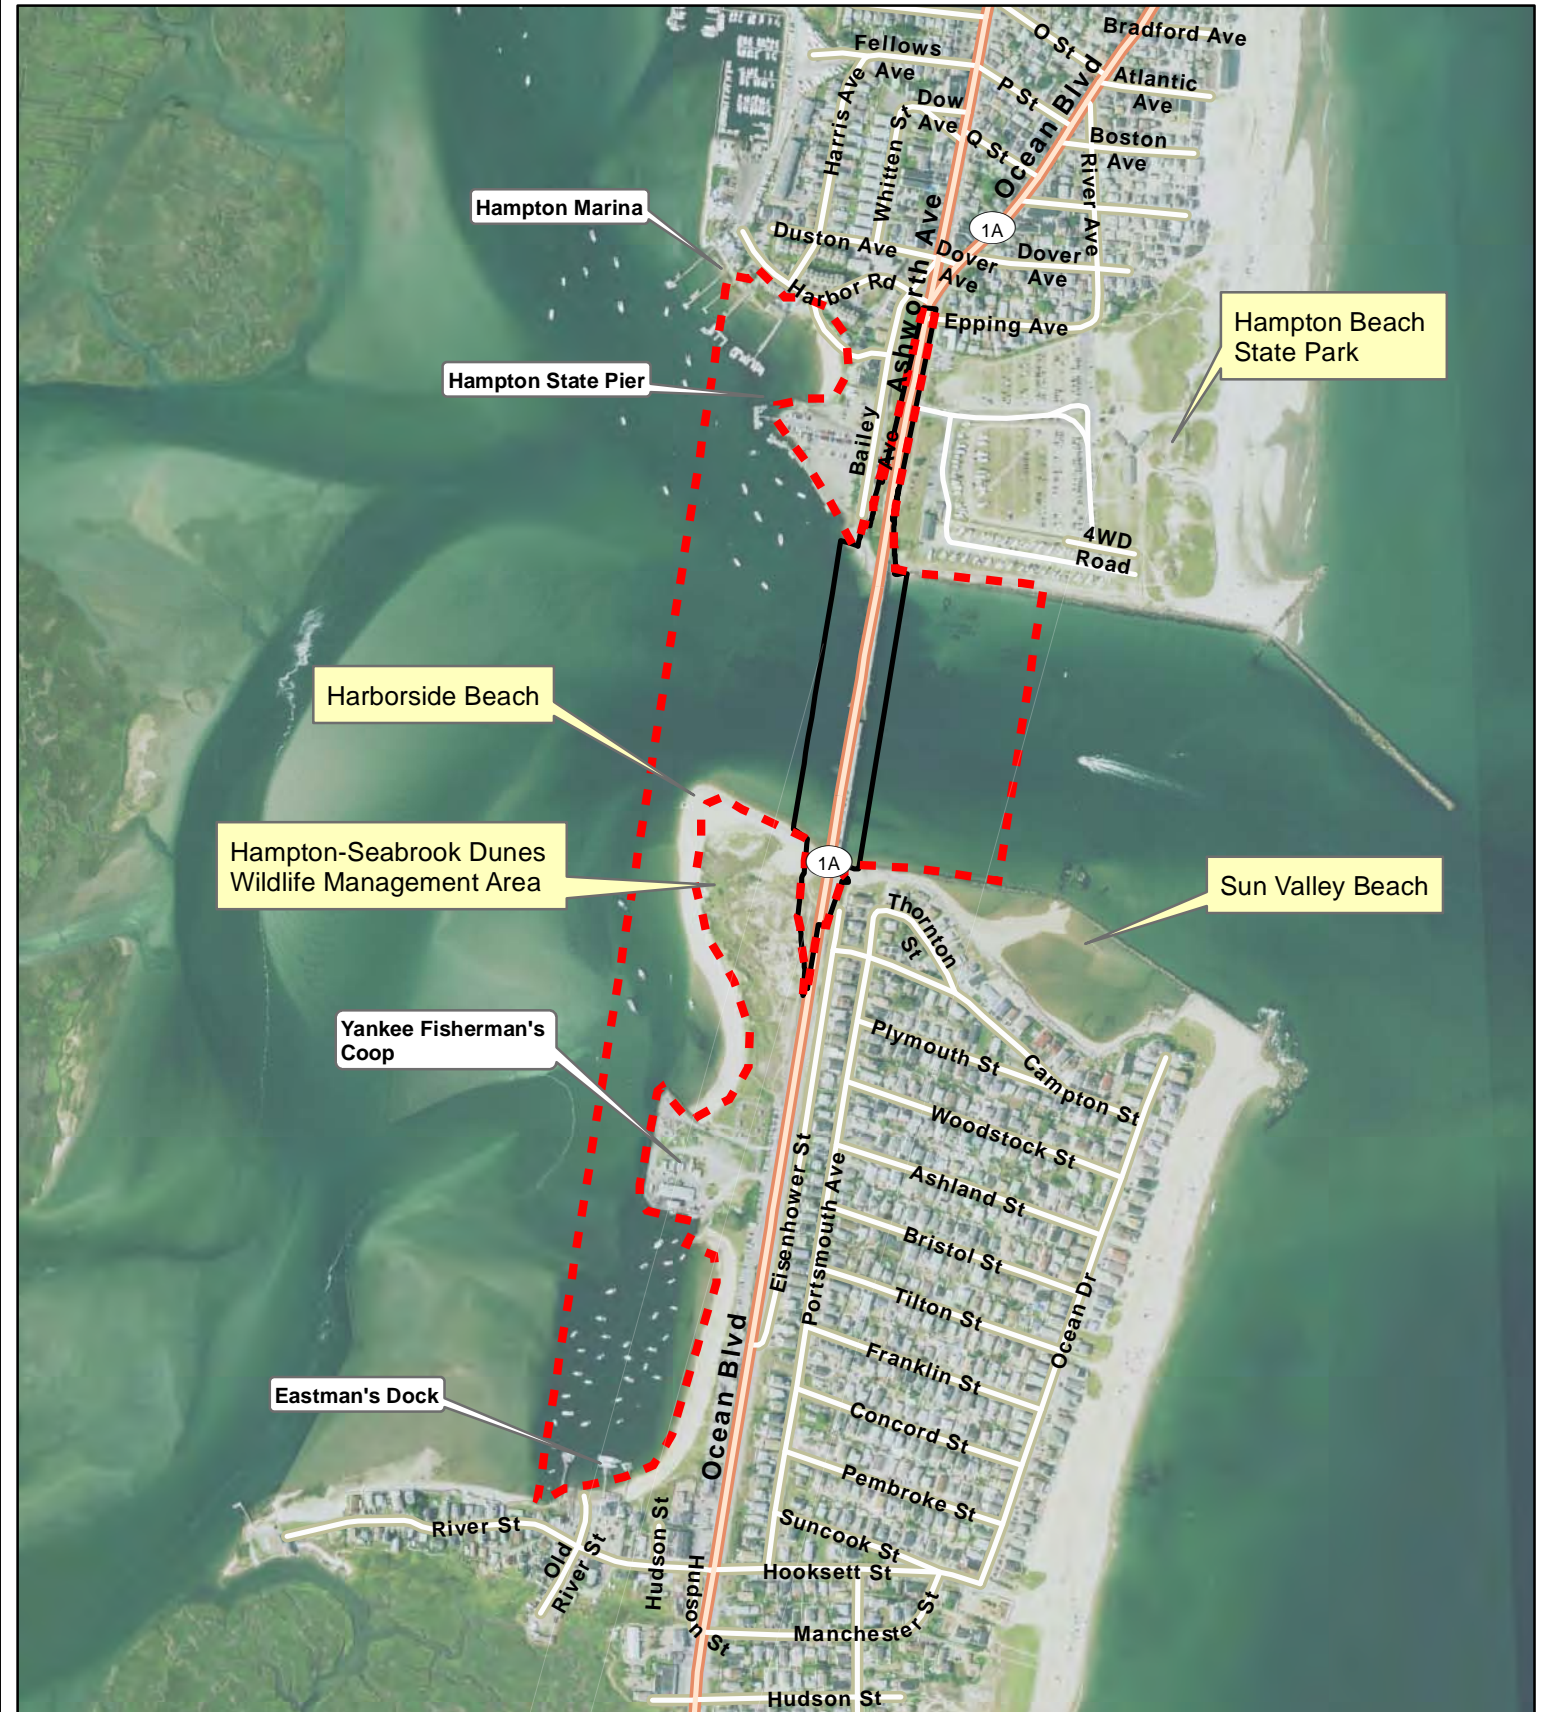 Bradford Ave
O St
Fellows
Ave
Ocean Blvd
Atlantic
Ave
P St
Harris Ave
Dow
Ave
Whitten St
Q St
Boston
Ave
River Ave
Hampton Marina
1A
Duston Ave
Dover
Ave
Dover
Ave
Harbor Rd
Ashworth Ave
Epping Ave
Hampton Beach
State Park
Hampton State Pier
Bailey
Ave
4WD
Road
Harborside Beach
Hampton-Seabrook Dunes
Wildlife Management Area
1A
Sun Valley Beach
Thornton
St
Yankee Fisherman's
Coop
Plymouth St
Campton St
Woodstock St
Eisenhower St
Portsmouth Ave
Ashland St
Bristol St
Tilton St
Ocean Dr
Ocean Blvd
Franklin St
Eastman's Dock
Concord St
Pembroke St
River St
Old
River St
Hudson St
Suncook St
Hudson St
Hooksett St
Manchester St
Hudson St